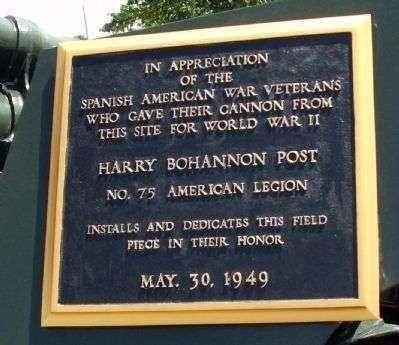 IN APPRECIATION
OF THE
SPANISH AMERICAN WAR VETERANS
WHO GAVE THEIR CANNON FROM
THIS SITE FOR WORLD WAR II
HARRY BOHANNON POST
NO. 75 AMERICAN LEGION
INSTALLS AND DEDICATES THIS FIELD
PIECE IN THEIR HONOR
MAY. 30, 1949